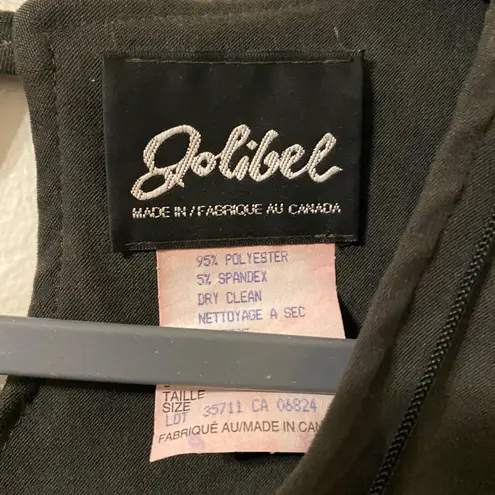 Jolibel
MADE IN / FABRIQUE AU CANADA
95% POLYESTER
5% SPANDEX
DRY CLEAN
NETTOYAGE A SEC
TAILLE
SIZE
LOT 35711 CA 06824
FABRIQUÉ AU/MADE IN CAN